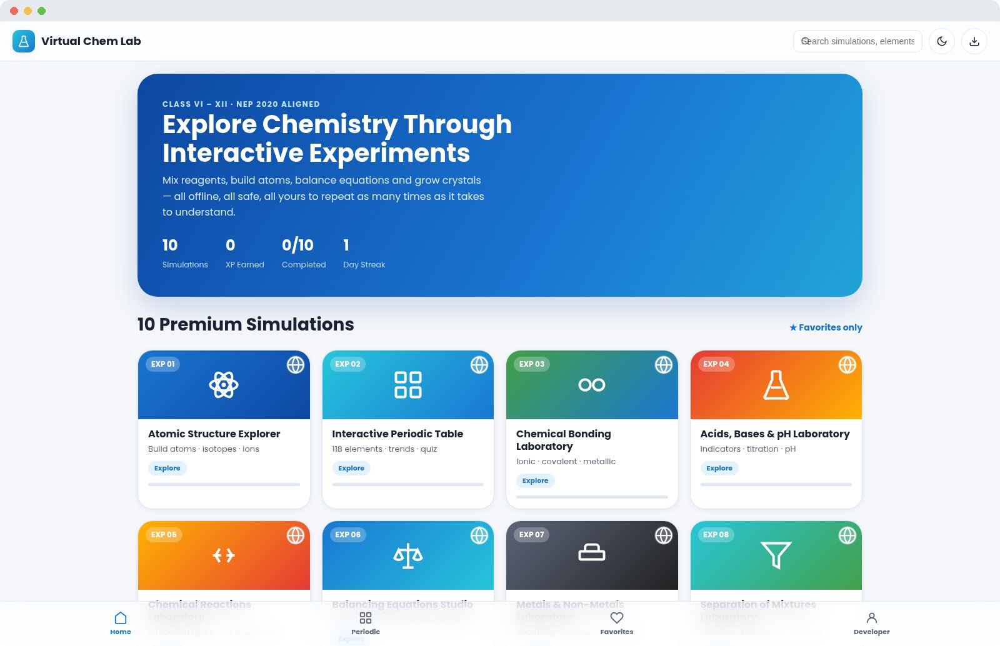 Virtual Chem Lab
Search simulations, elements
CLASS VI – XII · NEP 2020 ALIGNED
Explore Chemistry Through
Interactive Experiments
Mix reagents, build atoms, balance equations and grow crystals
— all offline, all safe, all yours to repeat as many times as it takes
to understand.
10 0 0/10 1
Simulations XP Earned Completed Day Streak
10 Premium Simulations
★ Favorites only
EXP 01
Atomic Structure Explorer
Build atoms · isotopes · ions
Explore
EXP 02
Interactive Periodic Table
118 elements · trends · quiz
Explore
EXP 03
Chemical Bonding
Laboratory
Ionic · covalent · metallic
Explore
EXP 04
Acids, Bases & pH Laboratory
Indicators · titration · pH
Explore
EXP 05
Chemical Reactions
Laboratory
EXP 06
Balancing Equations Studio
Explore
EXP 07
Metals & Non-Metals
Laboratory
EXP 08
Separation of Mixtures
Laboratory
Home
Periodic
Favorites
Developer